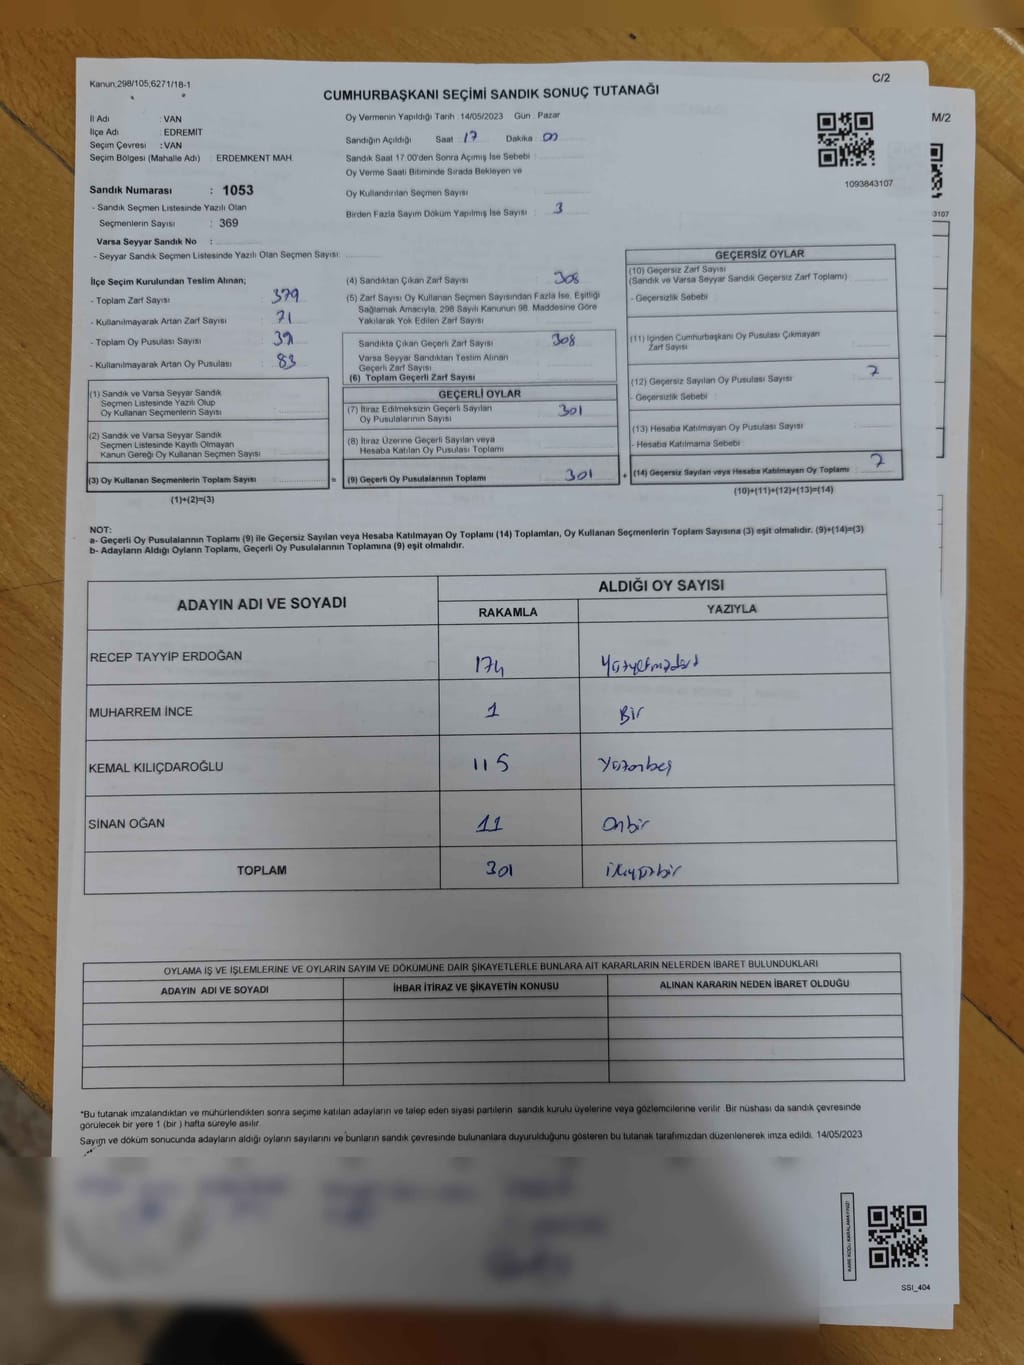 Kanun;298/105;6271/18-1
C/2
CUMHURBAŞKANI SEÇİMİ SANDIK SONUÇ TUTANAĞI
İl Adı : VAN
İlçe Adı : EDREMİT
Seçim Çevresi : VAN
Seçim Bölgesi (Mahalle Adı) : ERDEMKENT MAH.
Sandık Numarası : 1053
- Sandık Seçmen Listesinde Yazılı Olan
Seçmenlerin Sayısı : 369
Varsa Seyyar Sandık No :
- Seyyar Sandık Seçmen Listesinde Yazılı Olan Seçmen Sayısı:
Oy Vermenin Yapıldığı Tarih : 14/05/2023 Gün : Pazar
Sandığın Açıldığı Saat 17 Dakika 00
Sandık Saat 17:00'den Sonra Açımış İse Sebebi :
Oy Verme Saati Bitiminde Sırada Bekleyen ve
Oy Kullandırılan Seçmen Sayısı :
Birden Fazla Sayım Döküm Yapılmış İse Sayısı : 3
1093843107
M/2
3107
İlçe Seçim Kurulundan Teslim Alınan;
- Toplam Zarf Sayısı : 379
- Kullanılmayarak Artan Zarf Sayısı : 71
- Toplam Oy Pusulası Sayısı : 39
- Kullanılmayarak Artan Oy Pusulası : 83
(1) Sandık ve Varsa Seyyar Sandık
Seçmen Listesinde Yazılı Olup
Oy Kullanan Seçmenlerin Sayısı :
(2) Sandık ve Varsa Seyyar Sandık
Seçmen Listesinde Kayıtlı Olmayan
Kanun Gereği Oy Kullanan Seçmen Sayısı :
(3) Oy Kullanan Seçmenlerin Toplam Sayısı :
(1)+(2)=(3)
(4) Sandıktan Çıkan Zarf Sayısı : 308
(5) Zarf Sayısı Oy Kullanan Seçmen Sayısından Fazla İse, Eşitliği
Sağlamak Amacıyla, 298 Sayılı Kanunun 98. Maddesine Göre
Yakılarak Yok Edilen Zarf Sayısı :
Sandıkta Çıkan Geçerli Zarf Sayısı : 308
Varsa Seyyar Sandıktan Teslim Alınan
Geçerli Zarf Sayısı :
(6) Toplam Geçerli Zarf Sayısı :
GEÇERLİ OYLAR
(7) İtiraz Edilmeksizin Geçerli Sayılan
Oy Pusulalarının Sayısı : 301
(8) İtiraz Üzerine Geçerli Sayılan veya
Hesaba Katılan Oy Pusulası Toplamı :
= (9) Geçerli Oy Pusulalarının Toplamı : 301 +
GEÇERSİZ OYLAR
(10) Geçersiz Zarf Sayısı
(Sandık ve Varsa Seyyar Sandık Geçersiz Zarf Toplamı) :
- Geçersizlik Sebebi :
(11) İçinden Cumhurbaşkanı Oy Pusulası Çıkmayan
Zarf Sayısı :
(12) Geçersiz Sayılan Oy Pusulası Sayısı : 7
- Geçersizlik Sebebi :
(13) Hesaba Katılmayan Oy Pusulası Sayısı :
- Hesaba Katılmama Sebebi :
(14) Geçersiz Sayılan veya Hesaba Katılmayan Oy Toplamı : 7
(10)+(11)+(12)+(13)=(14)
NOT:
a- Geçerli Oy Pusulalarının Toplamı (9) ile Geçersiz Sayılan veya Hesaba Katılmayan Oy Toplamı (14) Toplamları, Oy Kullanan Seçmenlerin Toplam Sayısına (3) eşit olmalıdır. (9)+(14)=(3)
b- Adayların Aldığı Oyların Toplamı, Geçerli Oy Pusulalarının Toplamına (9) eşit olmalıdır.
ADAYIN ADI VE SOYADI
ALDIĞI OY SAYISI
RAKAMLA YAZIYLA
RECEP TAYYİP ERDOĞAN 174
MUHARREM İNCE 1 Bir
KEMAL KILIÇDAROĞLU 115 Yüzonbeş
SİNAN OĞAN 11 Onbir
TOPLAM 301
OYLAMA İŞ VE İŞLEMLERİNE VE OYLARIN SAYIM VE DÖKÜMÜNE DAİR ŞİKAYETLERLE BUNLARA AİT KARARLARIN NELERDEN İBARET BULUNDUKLARI
ADAYIN ADI VE SOYADI İHBAR İTİRAZ VE ŞİKAYETİN KONUSU ALINAN KARARIN NEDEN İBARET OLDUĞU
*Bu tutanak imzalandıktan ve mühürlendikten sonra seçime katılan adayların ve talep eden siyasi partilerin sandık kurulu üyelerine veya gözlemcilerine verilir. Bir nüshası da sandık çevresinde
görülecek bir yere 1 (bir ) hafta süreyle asılır.
Sayım ve döküm sonucunda adayların aldığı oyların sayılarını ve bunların sandık çevresinde bulunanlara duyurulduğunu gösteren bu tutanak tarafımızdan düzenlenerek imza edildi. 14/05/2023
KARE KODU KARALAMAYINIZ!
SSI_404